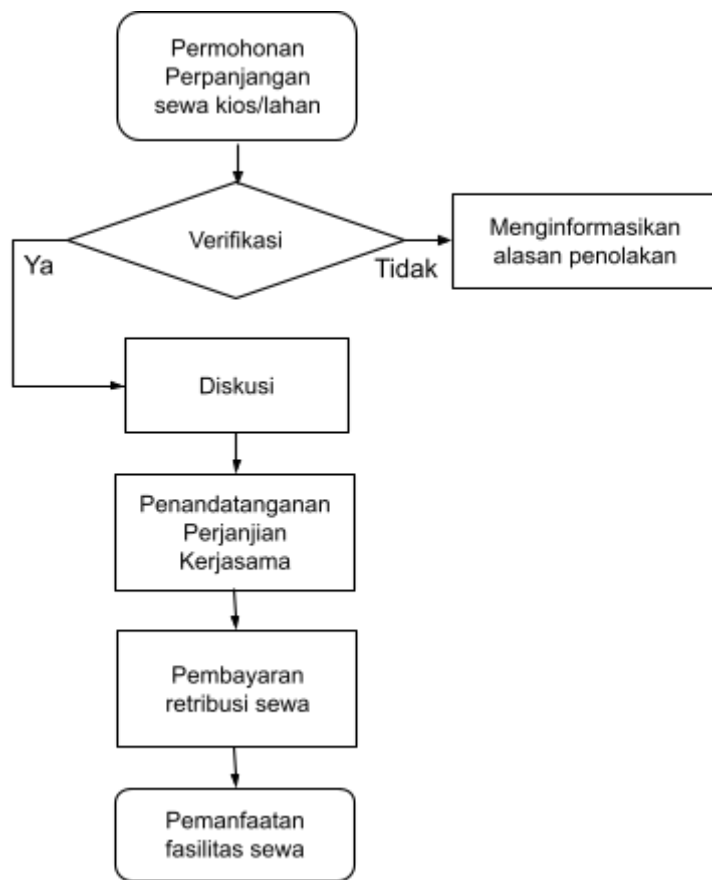 Permohonan
Perpanjangan
sewa kios/lahan
Verifikasi
Menginformasikan
alasan penolakan
Ya
Tidak
Diskusi
Penandatanganan
Perjanjian
Kerjasama
Pembayaran
retribusi sewa
Pemanfaatan
fasilitas sewa